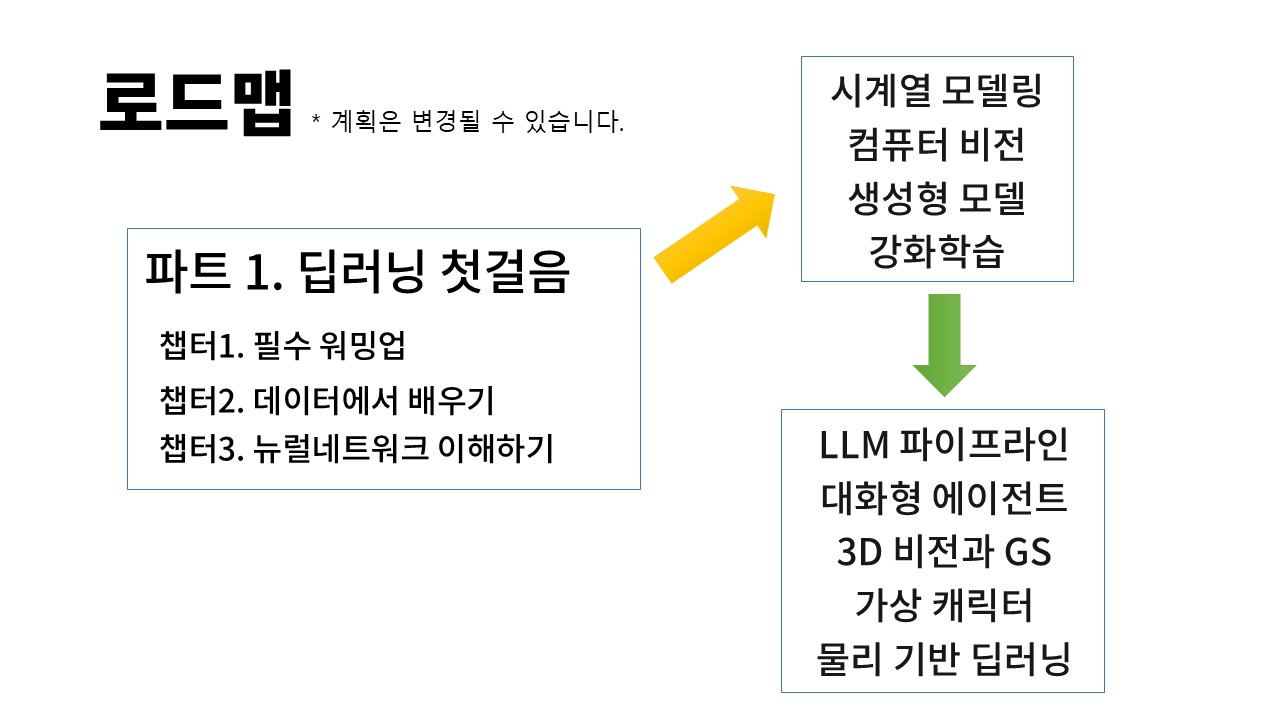 로드맵 * 계획은 변경될 수 있습니다.
파트 1. 딥러닝 첫걸음
챕터1. 필수 워밍업
챕터2. 데이터에서 배우기
챕터3. 뉴럴네트워크 이해하기
시계열 모델링
컴퓨터 비전
생성형 모델
강화학습
LLM 파이프라인
대화형 에이전트
3D 비전과 GS
가상 캐릭터
물리 기반 딥러닝